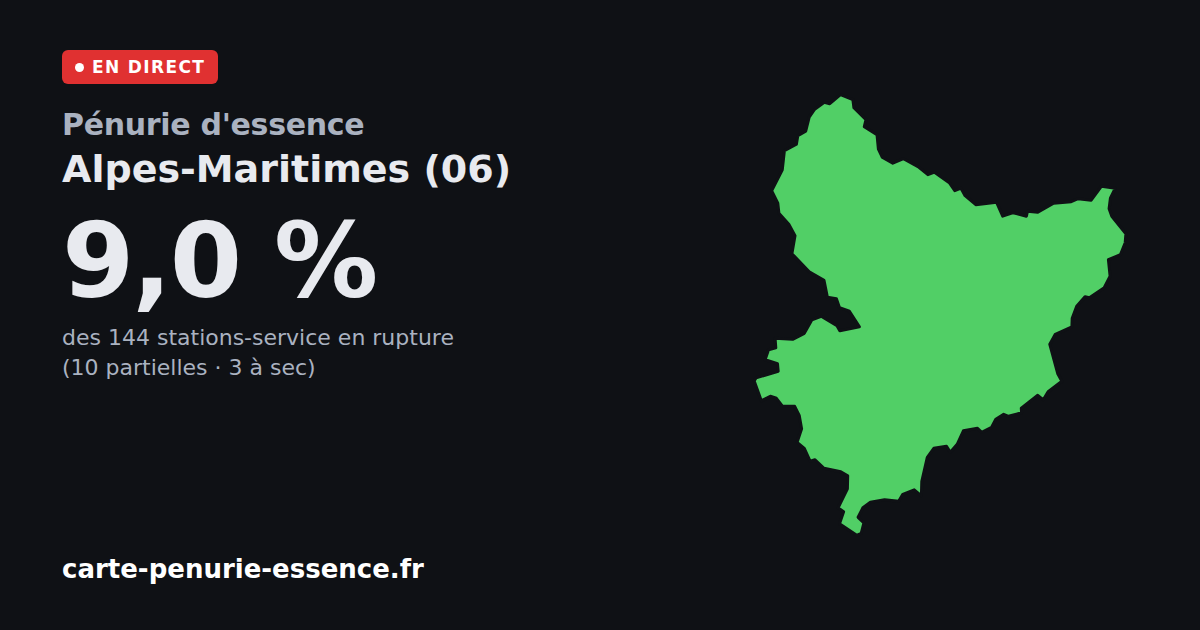 EN DIRECT
Pénurie d'essence
Alpes-Maritimes (06)
9,0 %
des 144 stations-service en rupture
(10 partielles · 3 à sec)
carte-penurie-essence.fr